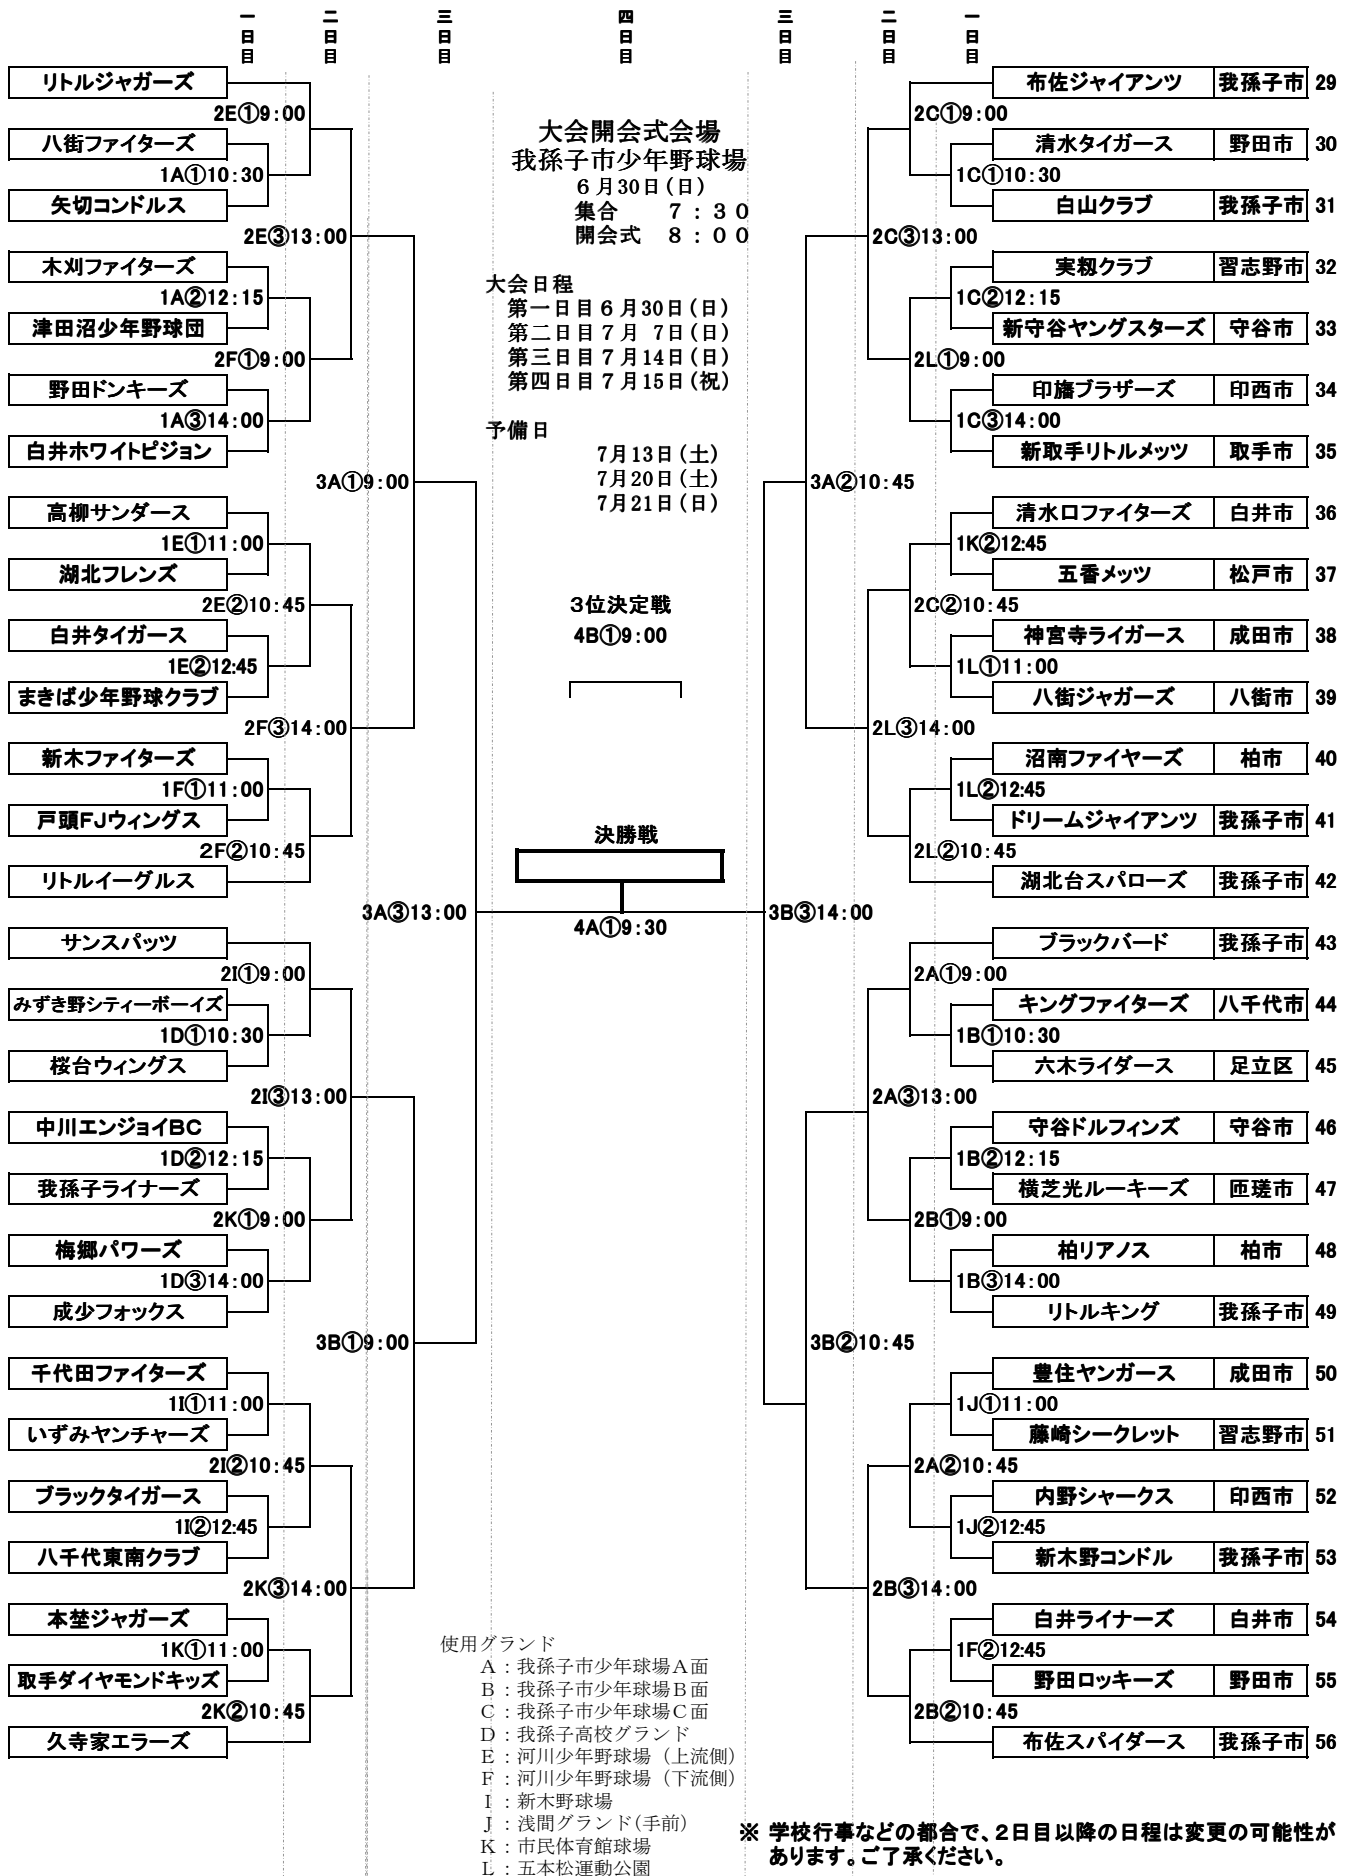 一日目
二日目
三日目
四日目
三日目
二日目
一日目
リトルジャガーズ
2E①9:00
八街ファイターズ
1A①10:30
矢切コンドルス
2E③13:00
木刈ファイターズ
1A②12:15
津田沼少年野球団
2F①9:00
野田ドンキーズ
1A③14:00
白井ホワイトピジョン
3A①9:00
高柳サンダース
1E①11:00
湖北フレンズ
2E②10:45
白井タイガース
1E②12:45
まきば少年野球クラブ
2F③14:00
新木ファイターズ
1F①11:00
戸頭FJウィングス
2F②10:45
リトルイーグルス
3A③13:00
サンスパッツ
2I①9:00
みずき野シティーボーイズ
1D①10:30
桜台ウィングス
2I③13:00
中川エンジョイBC
1D②12:15
我孫子ライナーズ
2K①9:00
梅郷パワーズ
1D③14:00
成少フォックス
3B①9:00
千代田ファイターズ
1I①11:00
いずみヤンチャーズ
2I②10:45
ブラックタイガース
1I②12:45
八千代東南クラブ
2K③14:00
本埜ジャガーズ
1K①11:00
取手ダイヤモンドキッズ
2K②10:45
久寺家エラーズ
大会開会式会場
我孫子市少年野球場
6月30日(日)
集合 7：30
開会式 8：00
大会日程
第一日目6月30日(日)
第二日目7月 7日(日)
第三日目7月14日(日)
第四日目7月15日(祝)
予備日
7月13日(土)
7月20日(土)
7月21日(日)
3位決定戦
4B①9:00
決勝戦
4A①9:30
布佐ジャイアンツ 我孫子市 29
2C①9:00
清水タイガース 野田市 30
1C①10:30
白山クラブ 我孫子市 31
2C③13:00
実籾クラブ 習志野市 32
1C②12:15
新守谷ヤングスターズ 守谷市 33
2L①9:00
印旛ブラザーズ 印西市 34
1C③14:00
新取手リトルメッツ 取手市 35
3A②10:45
清水口ファイターズ 白井市 36
1K②12:45
五香メッツ 松戸市 37
2C②10:45
神宮寺ライガース 成田市 38
1L①11:00
八街ジャガーズ 八街市 39
2L③14:00
沼南ファイヤーズ 柏市 40
1L②12:45
ドリームジャイアンツ 我孫子市 41
2L②10:45
湖北台スパローズ 我孫子市 42
3B③14:00
ブラックバード 我孫子市 43
2A①9:00
キングファイターズ 八千代市 44
1B①10:30
六木ライダース 足立区 45
2A③13:00
守谷ドルフィンズ 守谷市 46
1B②12:15
横芝光ルーキーズ 匝瑳市 47
2B①9:00
柏リアノス 柏市 48
1B③14:00
リトルキング 我孫子市 49
3B②10:45
豊住ヤンガース 成田市 50
1J①11:00
藤崎シークレット 習志野市 51
2A②10:45
内野シャークス 印西市 52
1J②12:45
新木野コンドル 我孫子市 53
2B③14:00
白井ライナーズ 白井市 54
1F②12:45
野田ロッキーズ 野田市 55
2B②10:45
布佐スパイダース 我孫子市 56
使用グランド
A：我孫子市少年球場A面
B：我孫子市少年球場B面
C：我孫子市少年球場C面
D：我孫子高校グランド
E：河川少年野球場（上流側）
F：河川少年野球場（下流側）
I：新木野球場
J：浅間グランド(手前)
K：市民体育館球場
L：五本松運動公園
※ 学校行事などの都合で、2日目以降の日程は変更の可能性が
あります。ご了承ください。